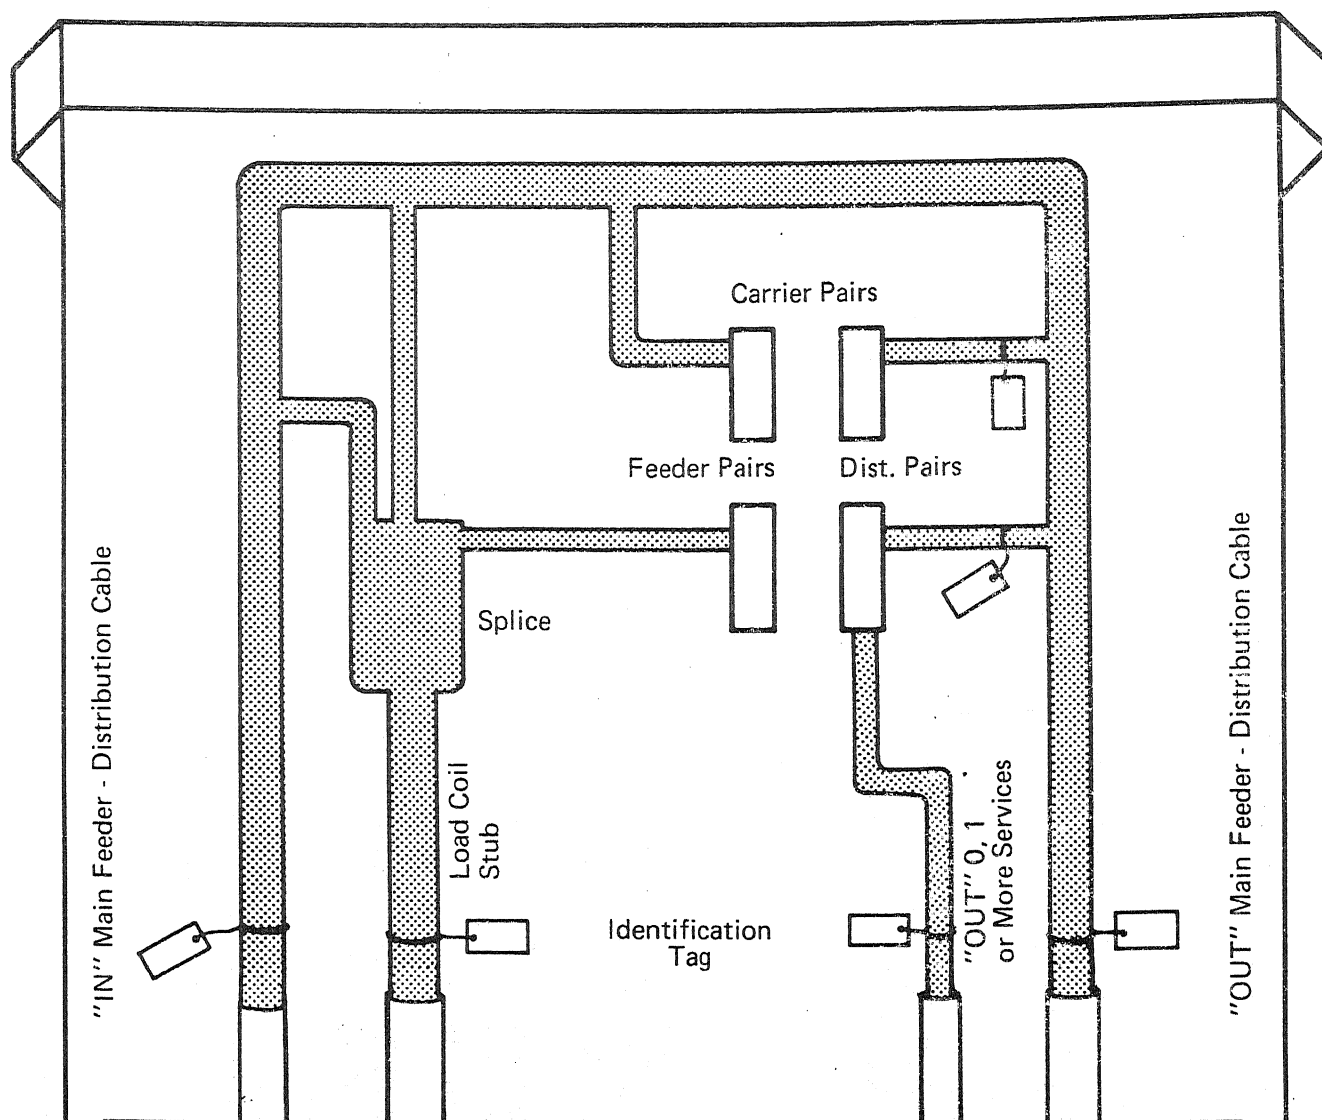 Carrier Pairs
Feeder Pairs
Dist. Pairs
Splice
"IN" Main Feeder - Distribution Cable
Load Coil
Stub
Identification
Tag
"OUT" 0, 1
or More Services
"OUT" Main Feeder - Distribution Cable